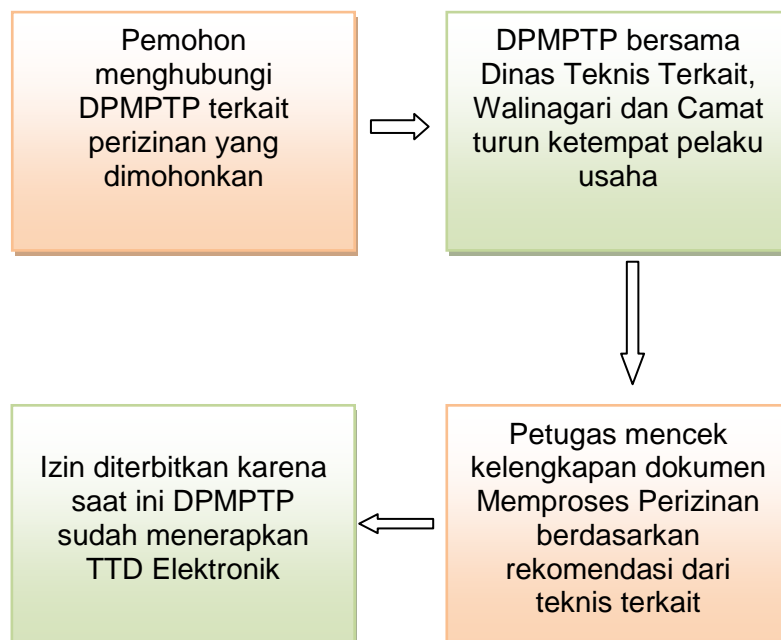 Pemohon
menghubungi
DPMPTP terkait
perizinan yang
dimohonkan
DPMPTP bersama
Dinas Teknis Terkait,
Walinagari dan Camat
turun ketempat pelaku
usaha
Petugas mencek
kelengkapan dokumen
Memproses Perizinan
berdasarkan
rekomendasi dari
teknis terkait
Izin diterbitkan karena
saat ini DPMPTP
sudah menerapkan
TTD Elektronik